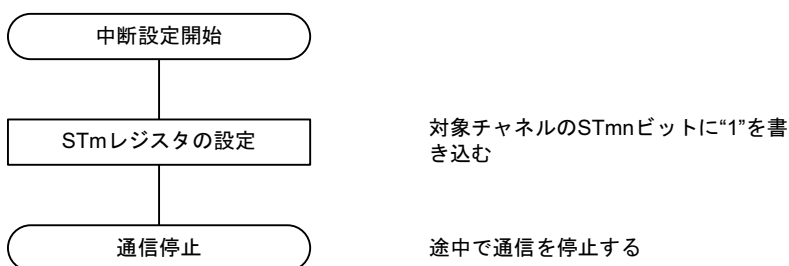 中断設定開始
STmレジスタの設定
対象チャネルのSTmnビットに“1”を書
き込む
通信停止
途中で通信を停止する